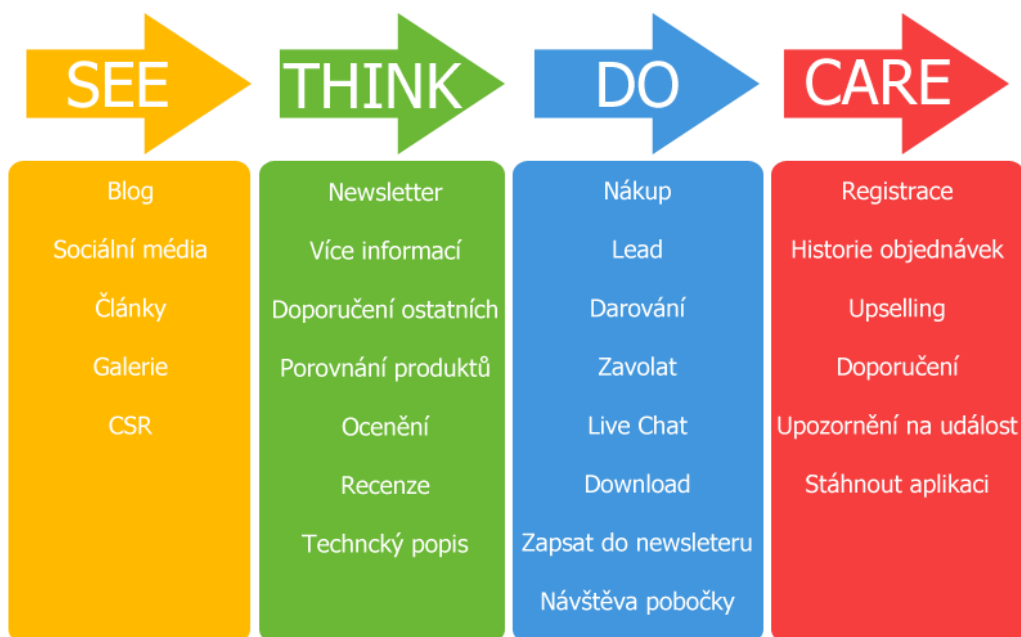 SEE
THINK
DO
CARE
Blog
Sociální média
Články
Galerie
CSR
Newsletter
Více informací
Doporučení ostatních
Porovnání produktů
Ocenění
Recenze
Techncký popis
Nákup
Lead
Darování
Zavolat
Live Chat
Download
Zapsat do newsleteru
Návštěva pobočky
Registrace
Historie objednávek
Upselling
Doporučení
Upozornění na událost
Stáhnout aplikaci